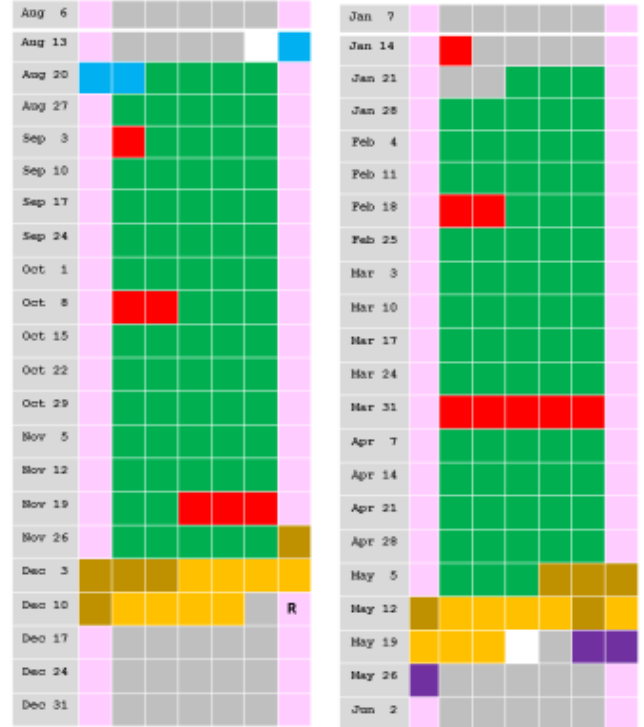 Aug 6
Aug 13
Aug 20
Aug 27
Sep 3
Sep 10
Sep 17
Sep 24
Oct 1
Oct 8
Oct 15
Oct 22
Oct 29
Nov 5
Nov 12
Nov 19
Nov 26
Dec 3
Dec 10 R
Dec 17
Dec 24
Dec 31
Jan 7
Jan 14
Jan 21
Jan 28
Feb 4
Feb 11
Feb 18
Feb 25
Mar 3
Mar 10
Mar 17
Mar 24
Mar 31
Apr 7
Apr 14
Apr 21
Apr 28
May 5
May 12
May 19
May 26
Jun 2